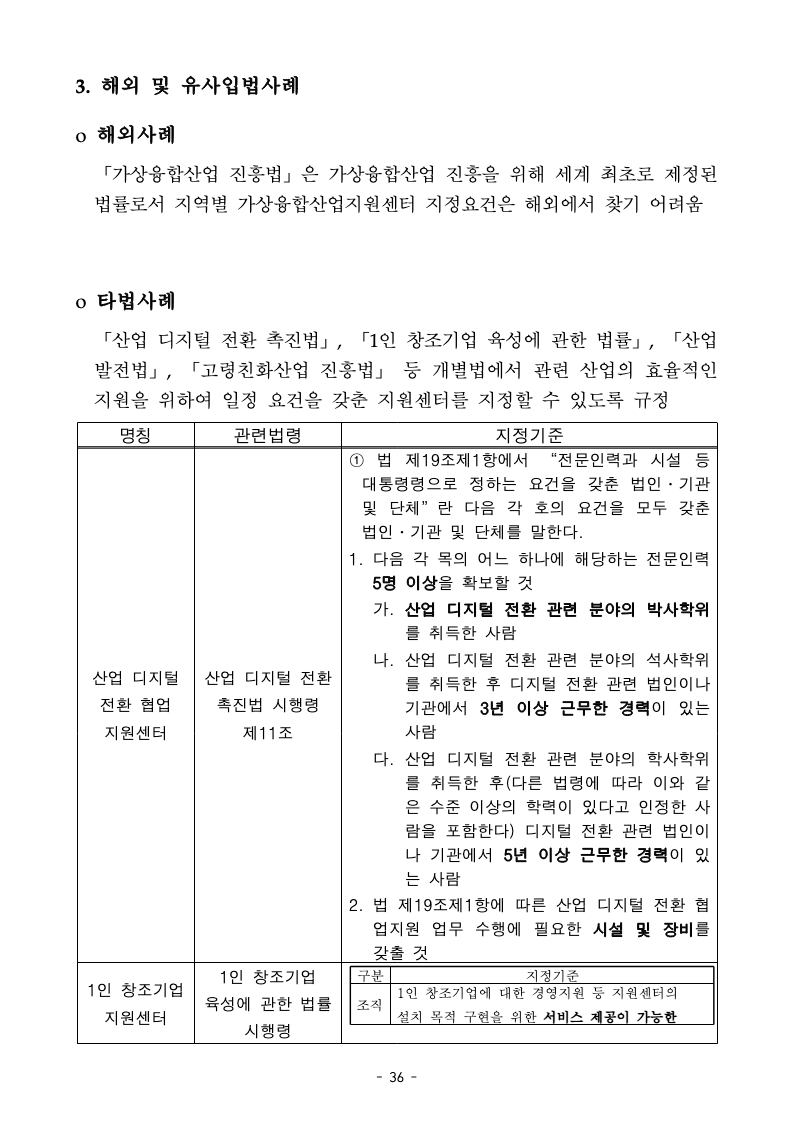 3. 해외 및 유사입법사례
o 해외사례
「가상융합산업 진흥법」은 가상융합산업 진흥을 위해 세계 최초로 제정된
법률로서 지역별 가상융합산업지원센터 지정요건은 해외에서 찾기 어려움
o 타법사례
「산업 디지털 전환 촉진법」, 「1인 창조기업 육성에 관한 법률」, 「산업
발전법」, 「고령친화산업 진흥법」 등 개별법에서 관련 산업의 효율적인
지원을 위하여 일정 요건을 갖춘 지원센터를 지정할 수 있도록 규정
명칭 관련법령 지정기준
산업 디지털
전환 협업
지원센터
산업 디지털 전환
촉진법 시행령
제11조
① 법 제19조제1항에서 “전문인력과 시설 등
대통령령으로 정하는 요건을 갖춘 법인·기관
및 단체”란 다음 각 호의 요건을 모두 갖춘
법인·기관 및 단체를 말한다.
1. 다음 각 목의 어느 하나에 해당하는 전문인력
5명 이상을 확보할 것
가. 산업 디지털 전환 관련 분야의 박사학위
를 취득한 사람
나. 산업 디지털 전환 관련 분야의 석사학위
를 취득한 후 디지털 전환 관련 법인이나
기관에서 3년 이상 근무한 경력이 있는
사람
다. 산업 디지털 전환 관련 분야의 학사학위
를 취득한 후(다른 법령에 따라 이와 같
은 수준 이상의 학력이 있다고 인정한 사
람을 포함한다) 디지털 전환 관련 법인이
나 기관에서 5년 이상 근무한 경력이 있
는 사람
2. 법 제19조제1항에 따른 산업 디지털 전환 협
업지원 업무 수행에 필요한 시설 및 장비를
갖출 것
1인 창조기업
지원센터
1인 창조기업
육성에 관한 법률
시행령
구분 지정기준
조직
1인 창조기업에 대한 경영지원 등 지원센터의
설치 목적 구현을 위한 서비스 제공이 가능한
- 36 -